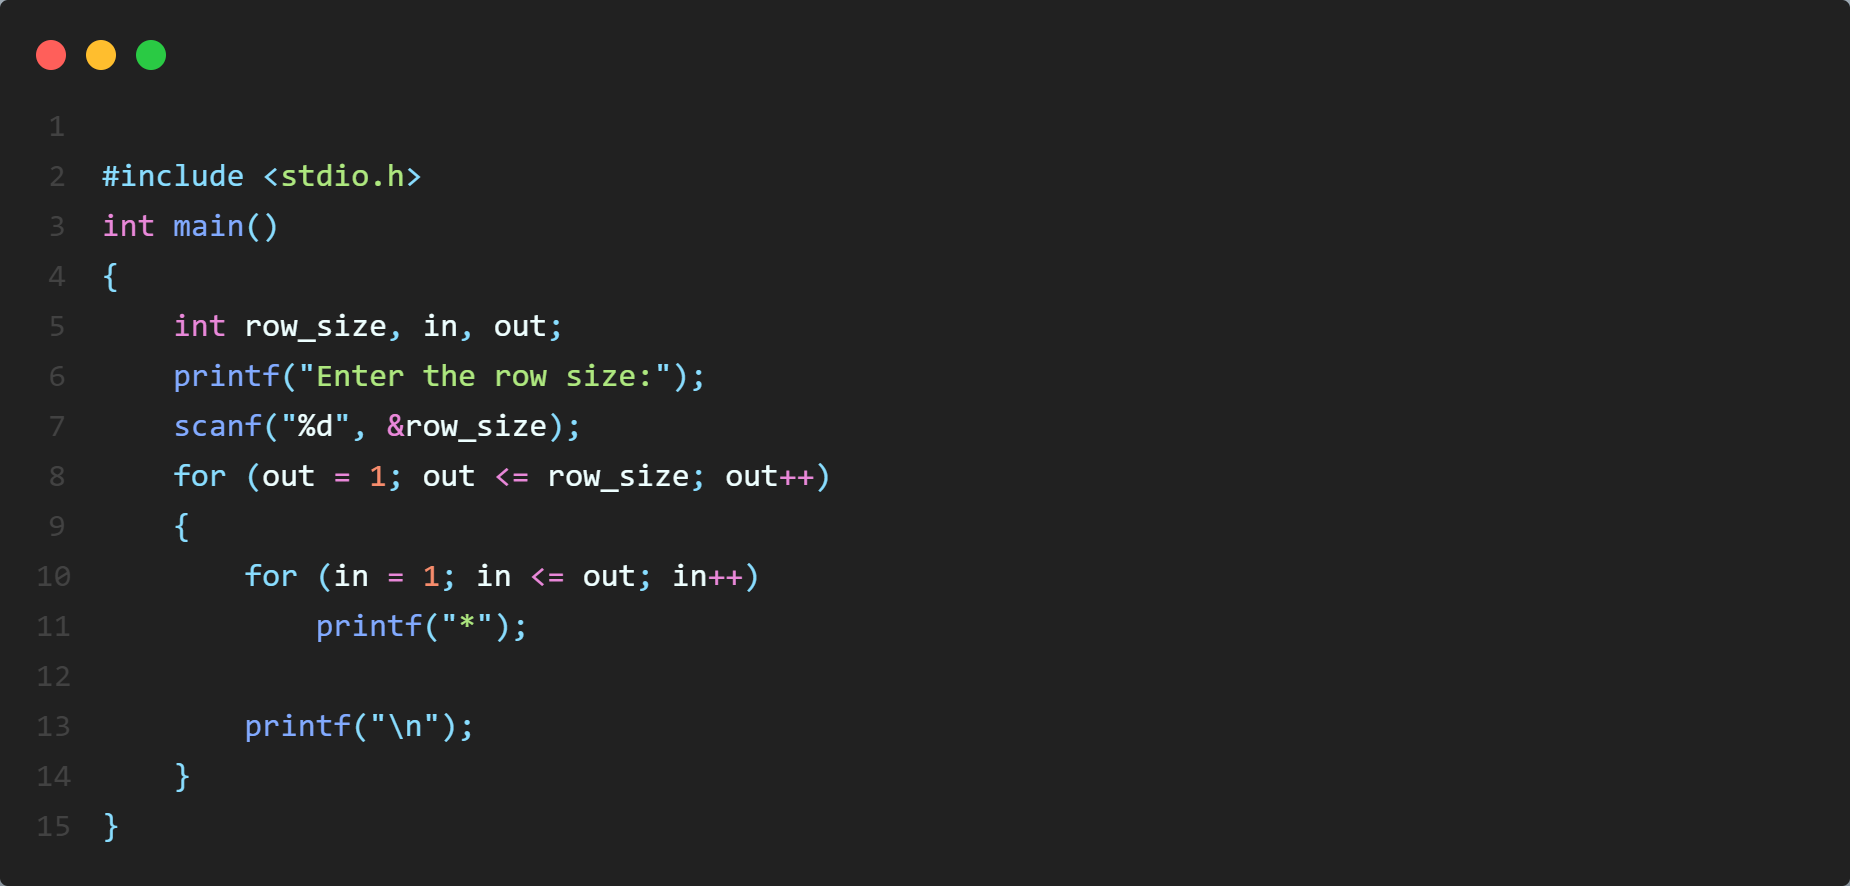 1
2 #include <stdio.h>
3 int main()
4 {
5     int row_size, in, out;
6     printf("Enter the row size:");
7     scanf("%d", &row_size);
8     for (out = 1; out <= row_size; out++)
9     {
10         for (in = 1; in <= out; in++)
11             printf("*");
12
13         printf("\n");
14     }
15 }